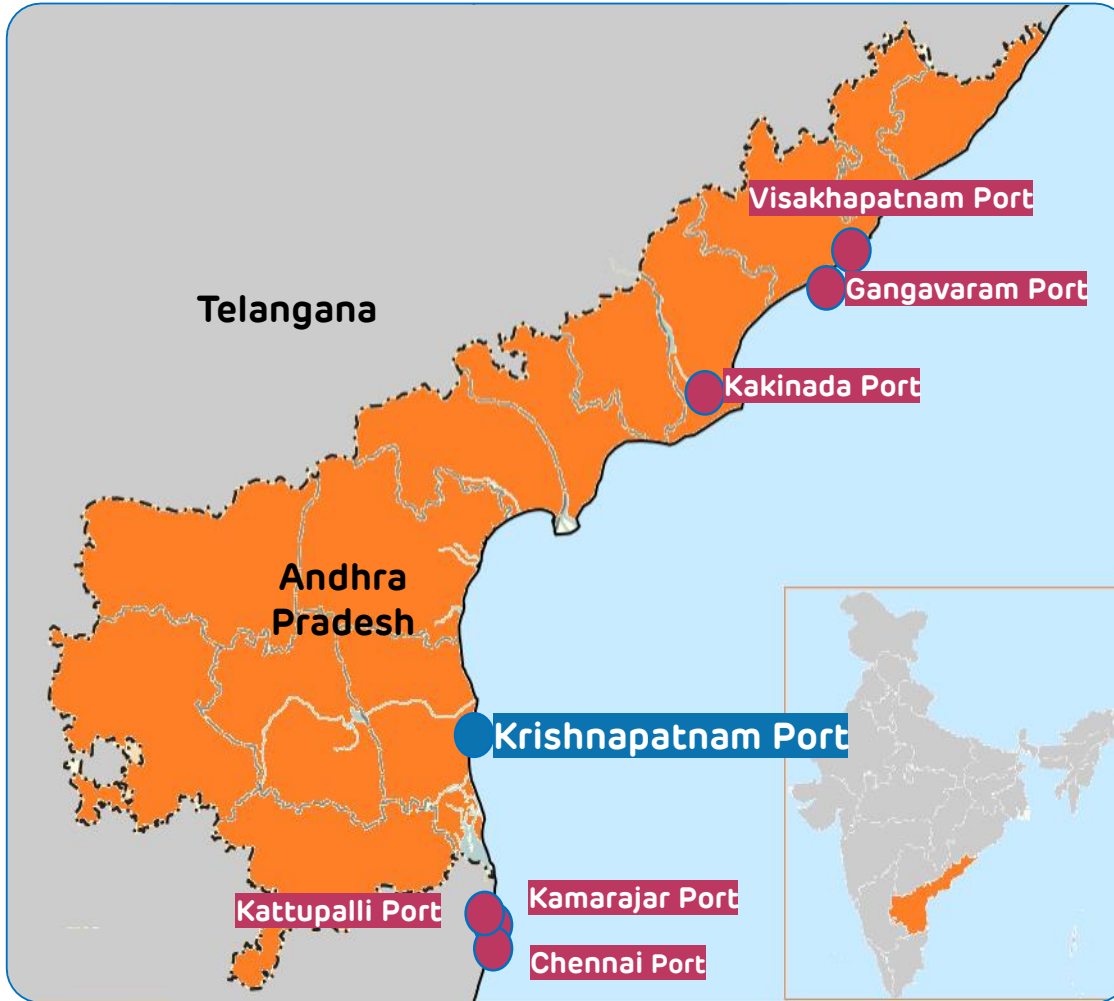 Visakhapatnam Port
Gangavaram Port
Telangana
Kakinada Port
Andhra
Pradesh
Krishnapatnam Port
Kattupalli Port
Kamarajar Port
Chennai Port